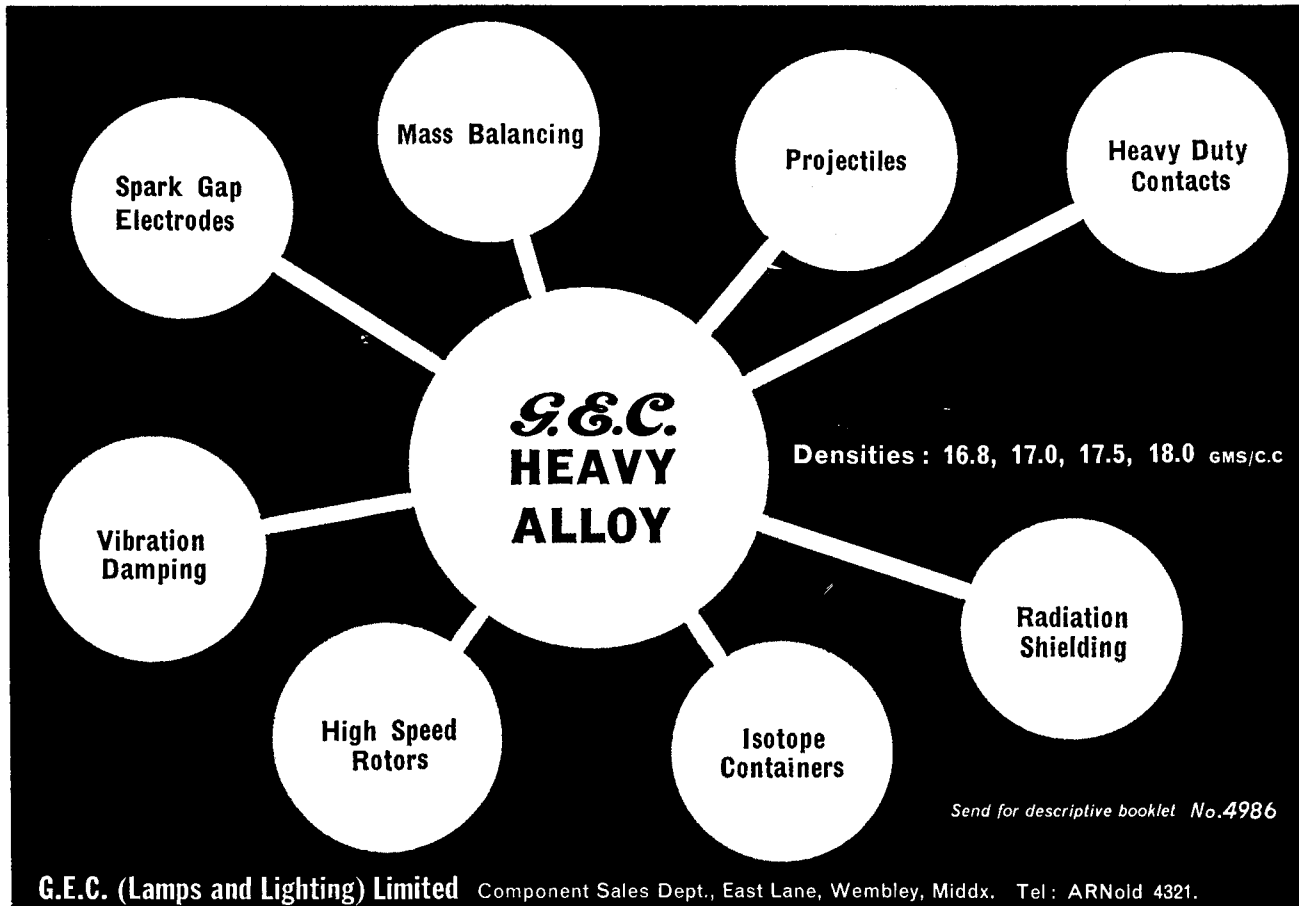 Mass Balancing
Projectiles
Heavy Duty
Contacts
Spark Gap
Electrodes
G.E.C.
HEAVY
ALLOY
Densities : 16.8, 17.0, 17.5, 18.0 GMS/C.C
Vibration
Damping
Radiation
Shielding
High Speed
Rotors
Isotope
Containers
Send for descriptive booklet No.4986
G.E.C. (Lamps and Lighting) Limited Component Sales Dept., East Lane, Wembley, Middx. Tel : ARNold 4321.